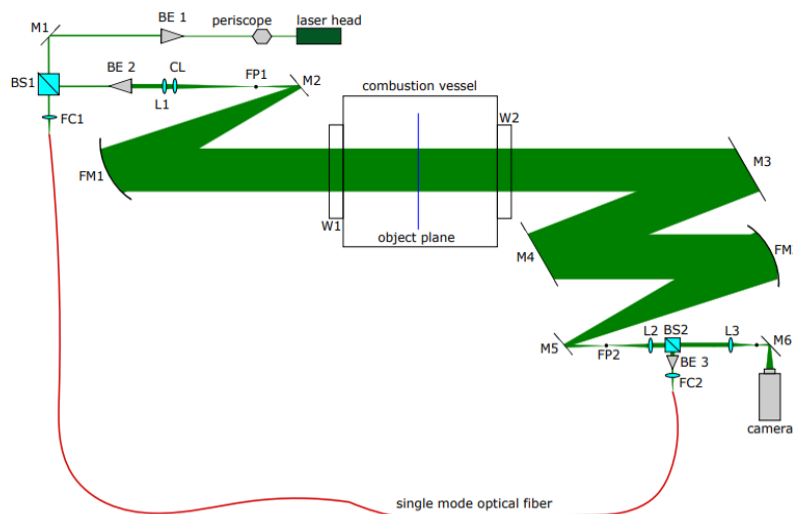 M1
BE 1
periscope
laser head
BS1
BE 2
CL
L1
FP1
M2
FC1
combustion vessel
W2
FM1
W1
object plane
M3
M4
FM
M5
FP2
L2
BS2
L3
M6
BE 3
FC2
camera
single mode optical fiber